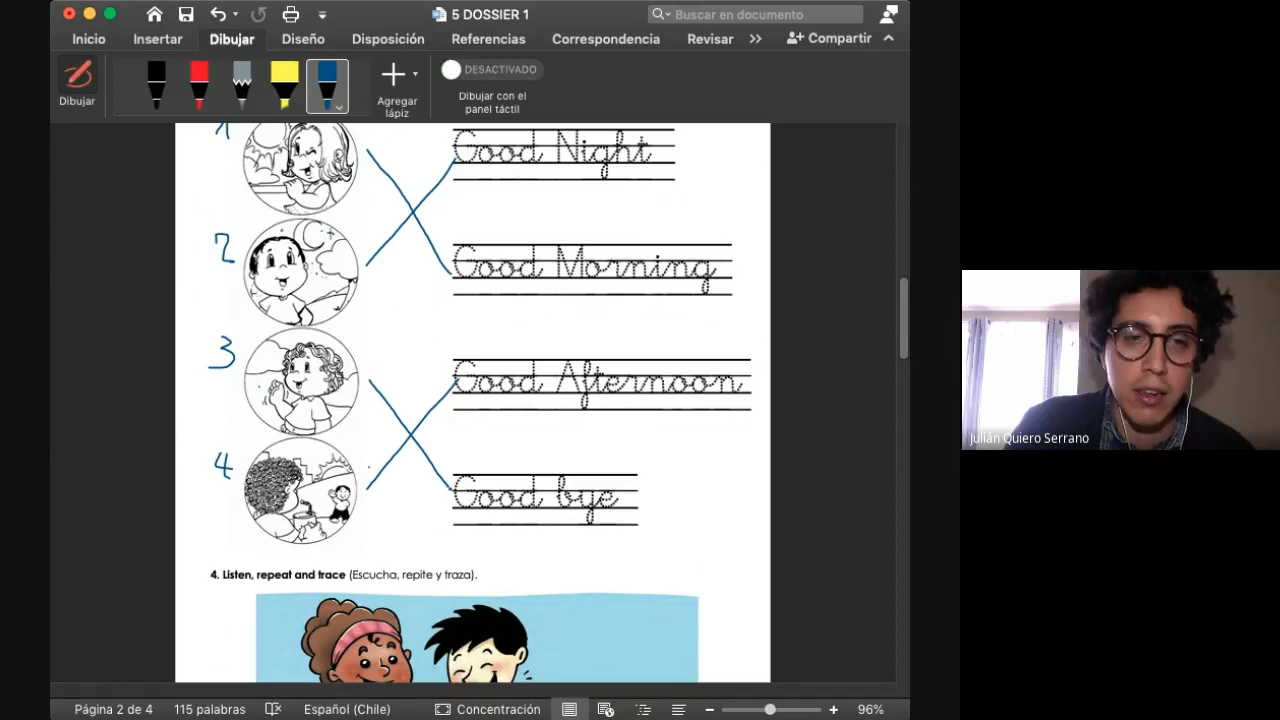 5 DOSSIER 1
Buscar en documento
Inicio Insertar Dibujar Diseño Disposición Referencias Correspondencia Revisar >> Compartir
Dibujar
Agregar lápiz
DESACTIVADO
Dibujar con el panel táctil
1
Good Night
2
Good Morning
3
Good Afternoon
4
Good bye
4. Listen, repeat and trace (Escucha, repite y traza).
Julián Quiero Serrano
Página 2 de 4 115 palabras Español (Chile) Concentración 96%